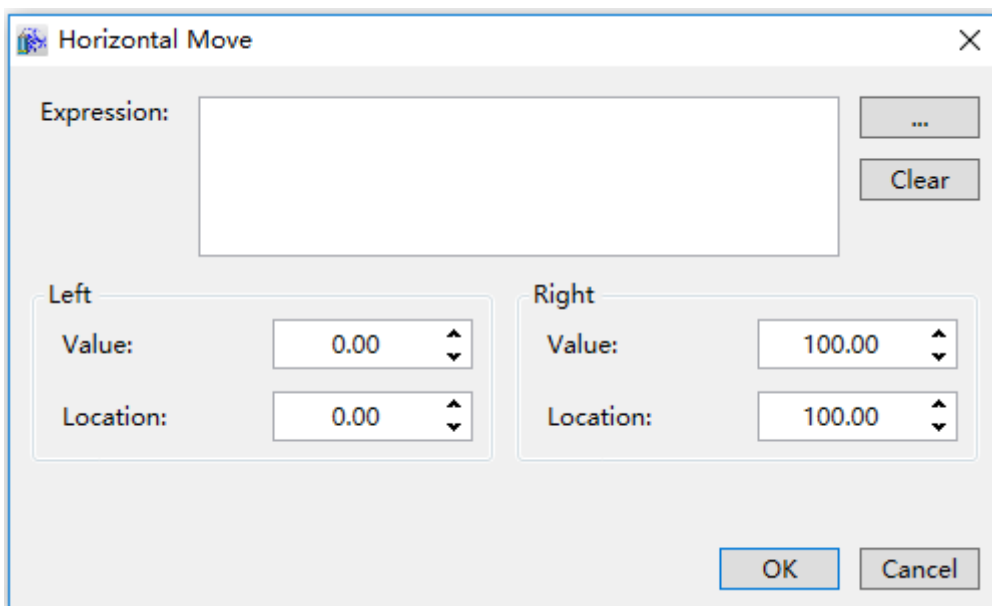 Horizontal Move
Expression:
...
Clear
Left
Value: 0.00
Location: 0.00
Right
Value: 100.00
Location: 100.00
OK Cancel